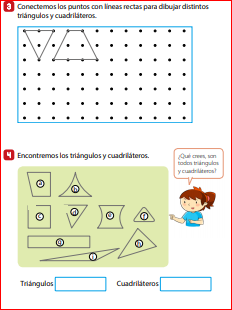 3 Conectemos los puntos con líneas rectas para dibujar distintos
triángulos y cuadriláteros.
4 Encontremos los triángulos y cuadriláteros.
¿Qué crees, son
todos triángulos
y cuadriláteros?
a b
c d e f
g h
i
Triángulos Cuadriláteros